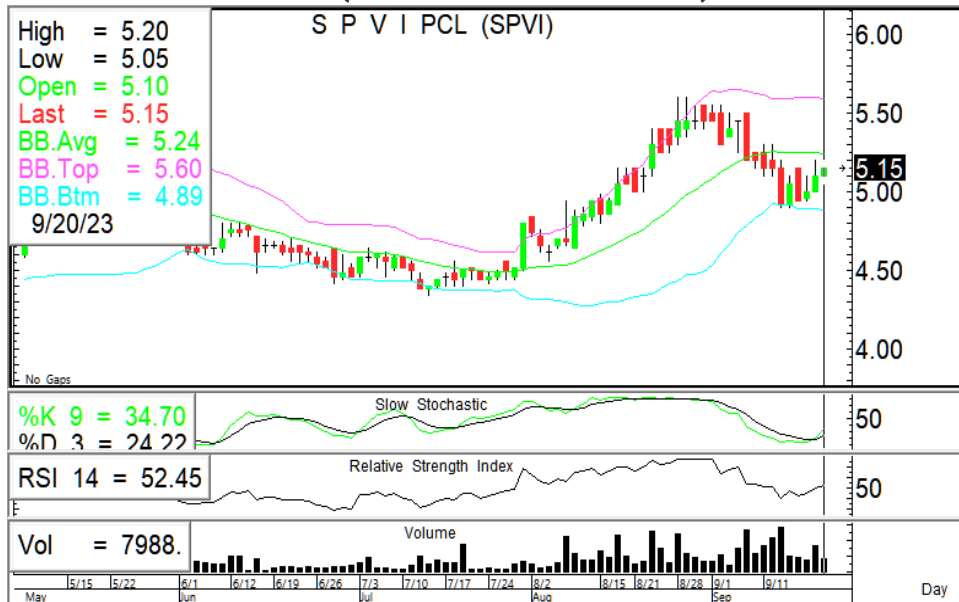 S P V I PCL (SPVI)
High = 5.20
Low = 5.05
Open = 5.10
Last = 5.15
BB.Avg = 5.24
BB.Top = 5.60
BB.Btm = 4.89
9/20/23
6.00
5.50
5.15
5.00
4.50
4.00
No Gaps
Slow Stochastic
%K 9 = 34.70
%D 3 = 24.22
50
Relative Strength Index
RSI 14 = 52.45
50
Volume
Vol = 7988.
5/15 5/22 6/1 6/12 6/19 6/26 7/3 7/10 7/17 7/24 8/2 8/15 8/21 8/28 9/1 9/11
May Jun Jul Aug Sep
Day